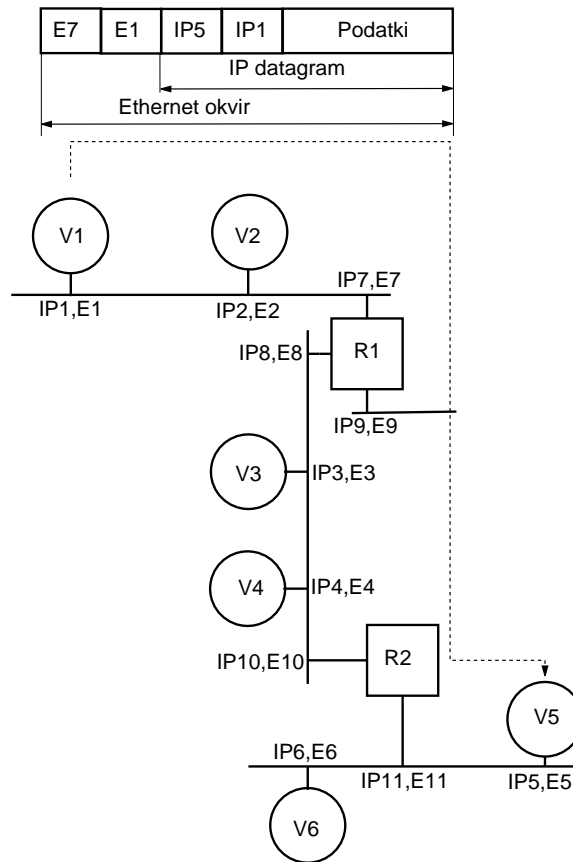 E7 E1 IP5 IP1 Podatki
IP datagram
Ethernet okvir
V1 V2
IP7,E7
IP1,E1 IP2,E2
IP8,E8 R1
IP9,E9
V3 IP3,E3
V4 IP4,E4
IP10,E10 R2
V5
IP6,E6
IP11,E11 IP5,E5
V6